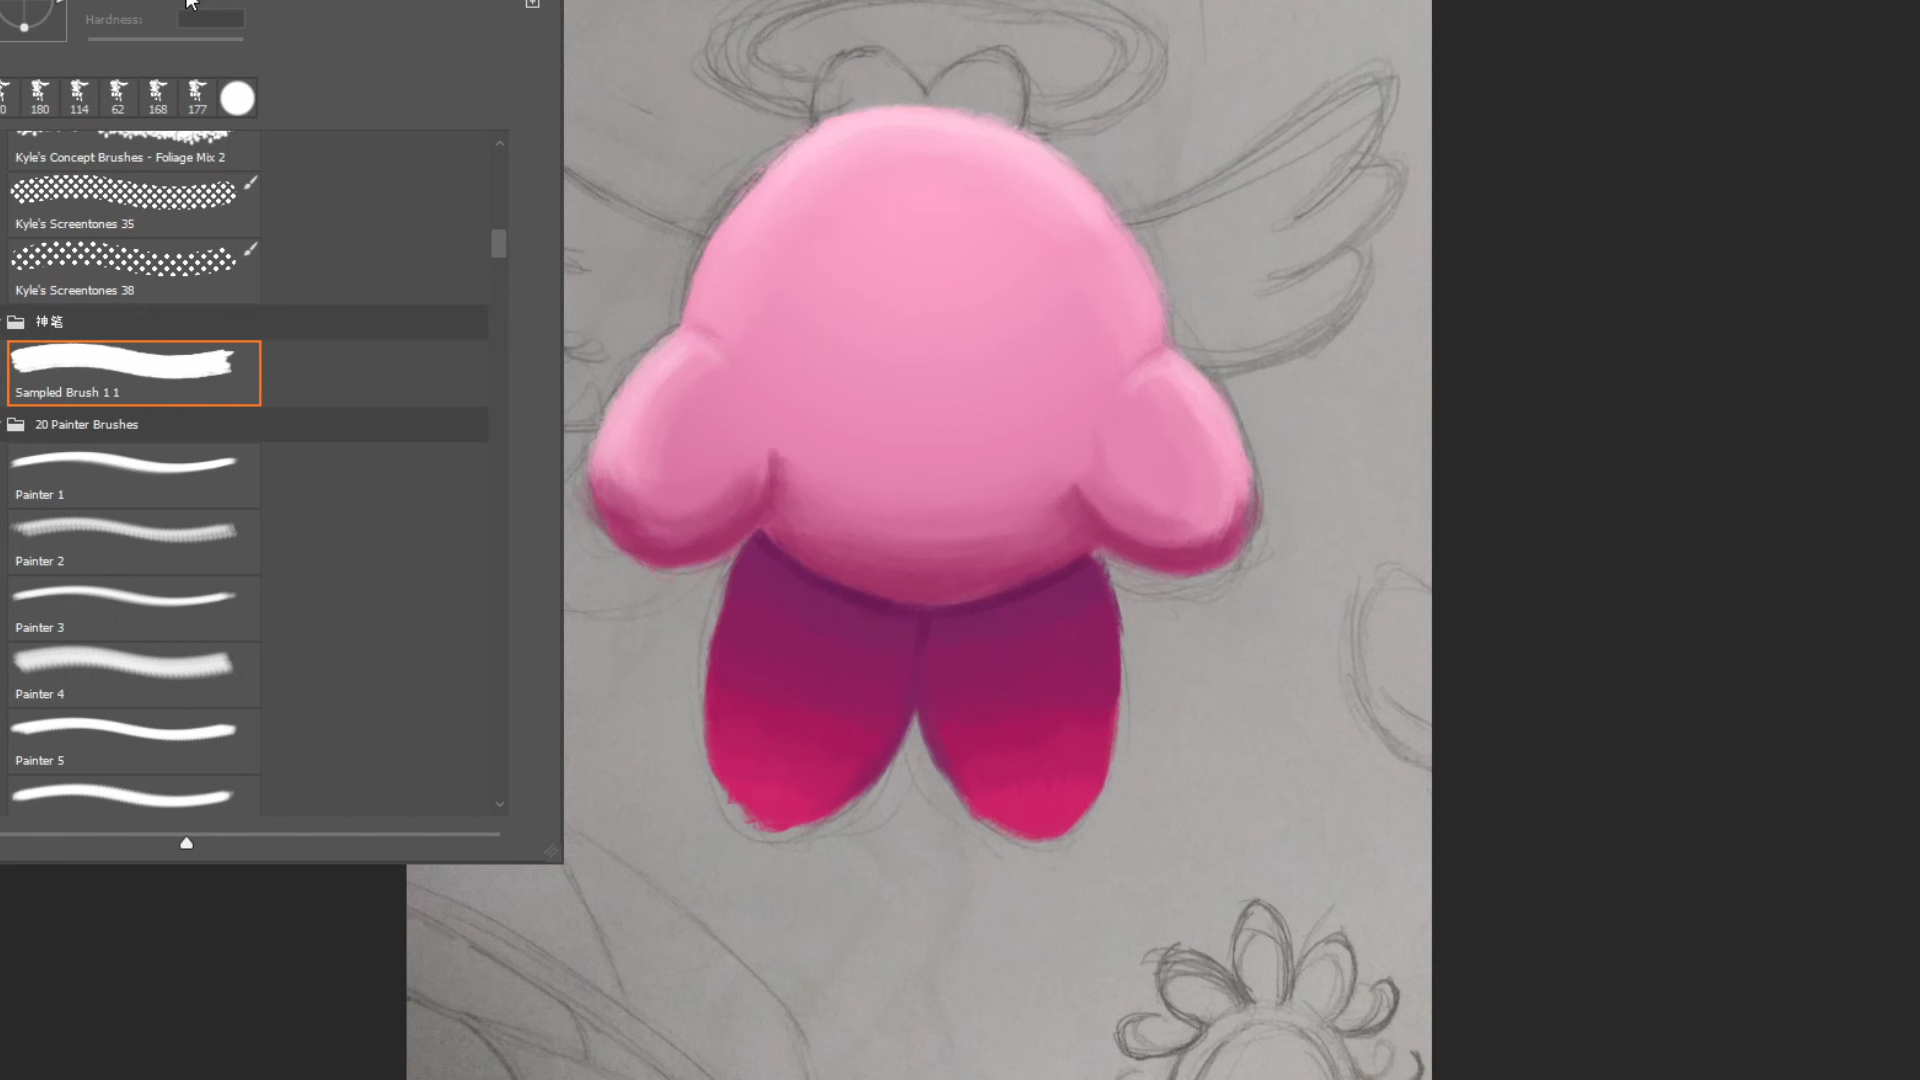 Hardness:
0 180 114 62 168 177
Kyle's Concept Brushes - Foliage Mix 2
Kyle's Screentones 35
Kyle's Screentones 38
神笔
Sampled Brush 1 1
20 Painter Brushes
Painter 1
Painter 2
Painter 3
Painter 4
Painter 5